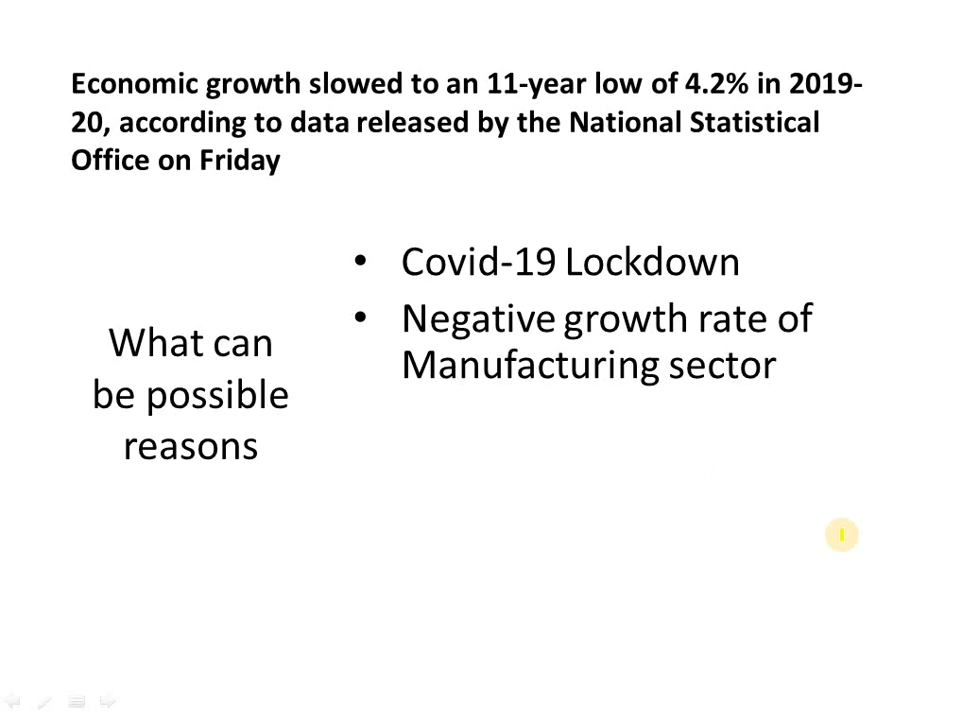 Economic growth slowed to an 11-year low of 4.2% in 2019-
20, according to data released by the National Statistical
Office on Friday
What can
be possible
reasons
• Covid-19 Lockdown
• Negative growth rate of
Manufacturing sector